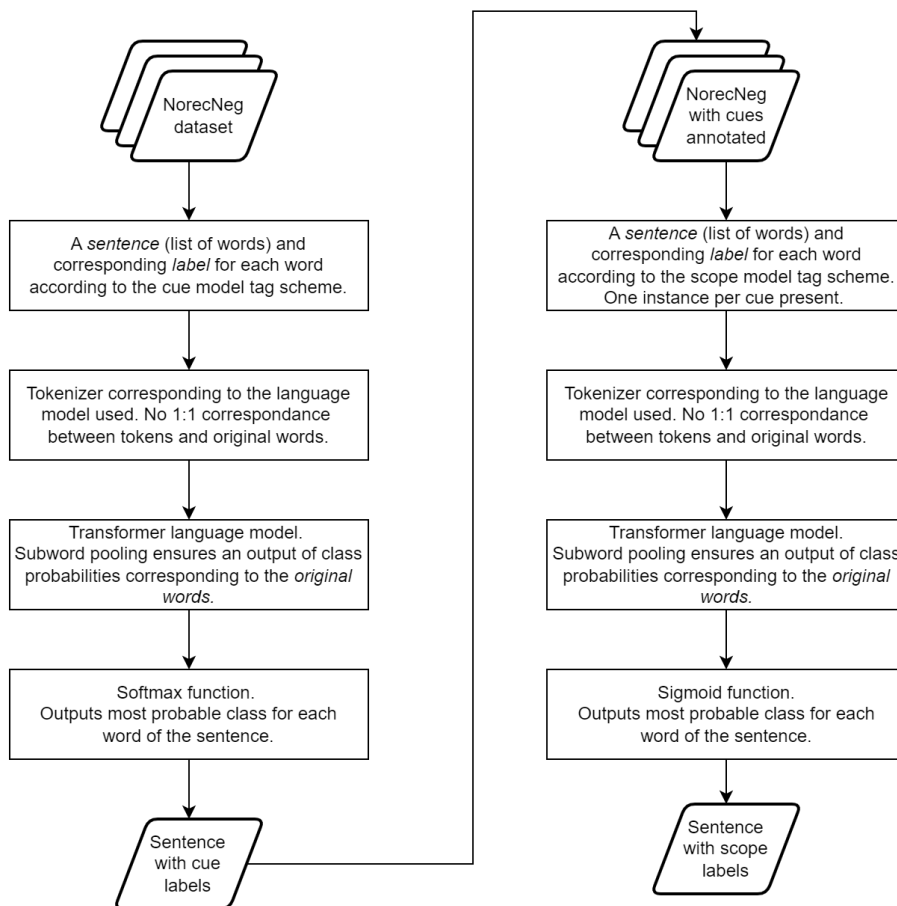 NorecNeg
dataset
A sentence (list of words) and
corresponding label for each word
according to the cue model tag scheme.
Tokenizer corresponding to the language
model used. No 1:1 correspondance
between tokens and original words.
Transformer language model.
Subword pooling ensures an output of class
probabilities corresponding to the original
words.
Softmax function.
Outputs most probable class for each
word of the sentence.
Sentence
with cue
labels
NorecNeg
with cues
annotated
A sentence (list of words) and
corresponding label for each word
according to the scope model tag scheme.
One instance per cue present.
Tokenizer corresponding to the language
model used. No 1:1 correspondance
between tokens and original words.
Transformer language model.
Subword pooling ensures an output of class
probabilities corresponding to the original
words.
Sigmoid function.
Outputs most probable class for each
word of the sentence.
Sentence
with scope
labels